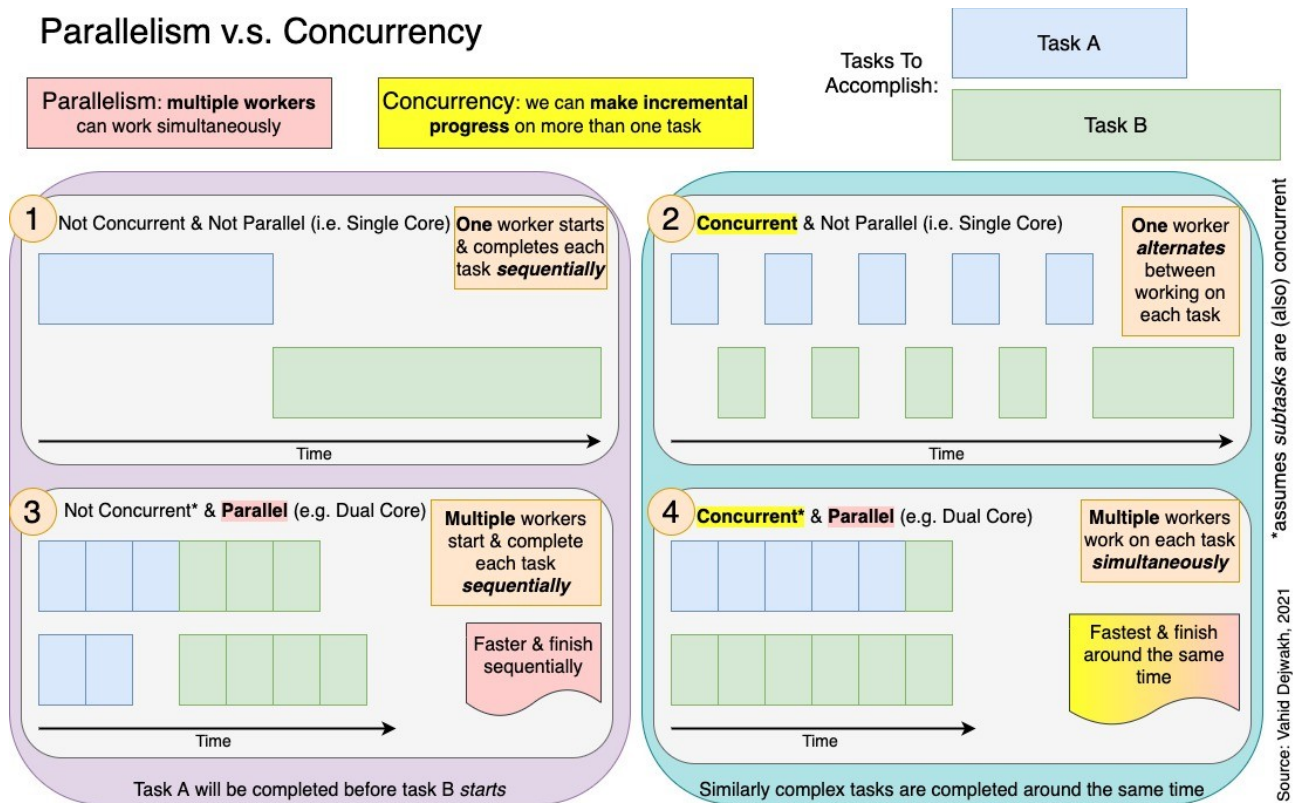 Parallelism v.s. Concurrency
Parallelism: multiple workers
can work simultaneously
Concurrency: we can make incremental
progress on more than one task
Tasks To
Accomplish:
Task A
Task B
1
Not Concurrent & Not Parallel (i.e. Single Core)
One worker starts
& completes each
task sequentially
Time
2
Concurrent & Not Parallel (i.e. Single Core)
One worker
alternates
between
working on
each task
Time
3
Not Concurrent* & Parallel (e.g. Dual Core)
Multiple workers
start & complete
each task
sequentially
Faster & finish
sequentially
Time
Task A will be completed before task B starts
4
Concurrent* & Parallel (e.g. Dual Core)
Multiple workers
work on each task
simultaneously
Fastest & finish
around the same
time
Time
Similarly complex tasks are completed around the same time
*assumes subtasks are (also) concurrent
Source: Vahid Dejwakh, 2021